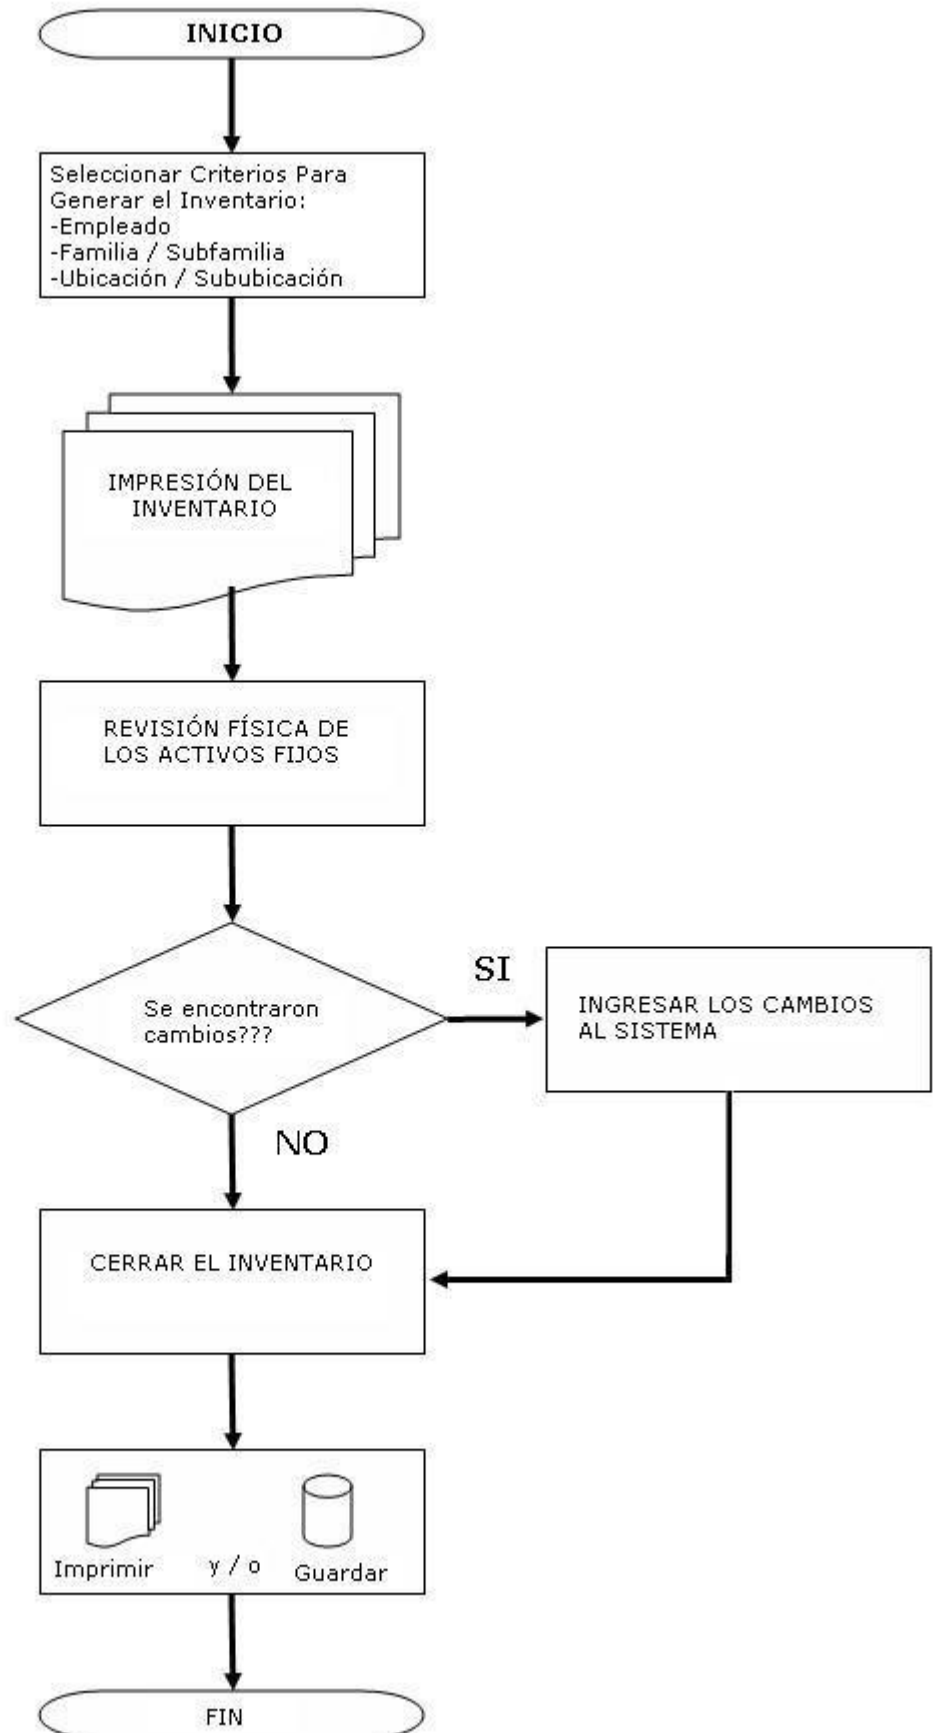 INICIO
Seleccionar Criterios Para
Generar el Inventario:
-Empleado
-Familia / Subfamilia
-Ubicación / Sububicación
IMPRESIÓN DEL
INVENTARIO
REVISIÓN FÍSICA DE
LOS ACTIVOS FIJOS
Se encontraron
cambios???
SI
INGRESAR LOS CAMBIOS
AL SISTEMA
NO
CERRAR EL INVENTARIO
Imprimir y / o Guardar
FIN